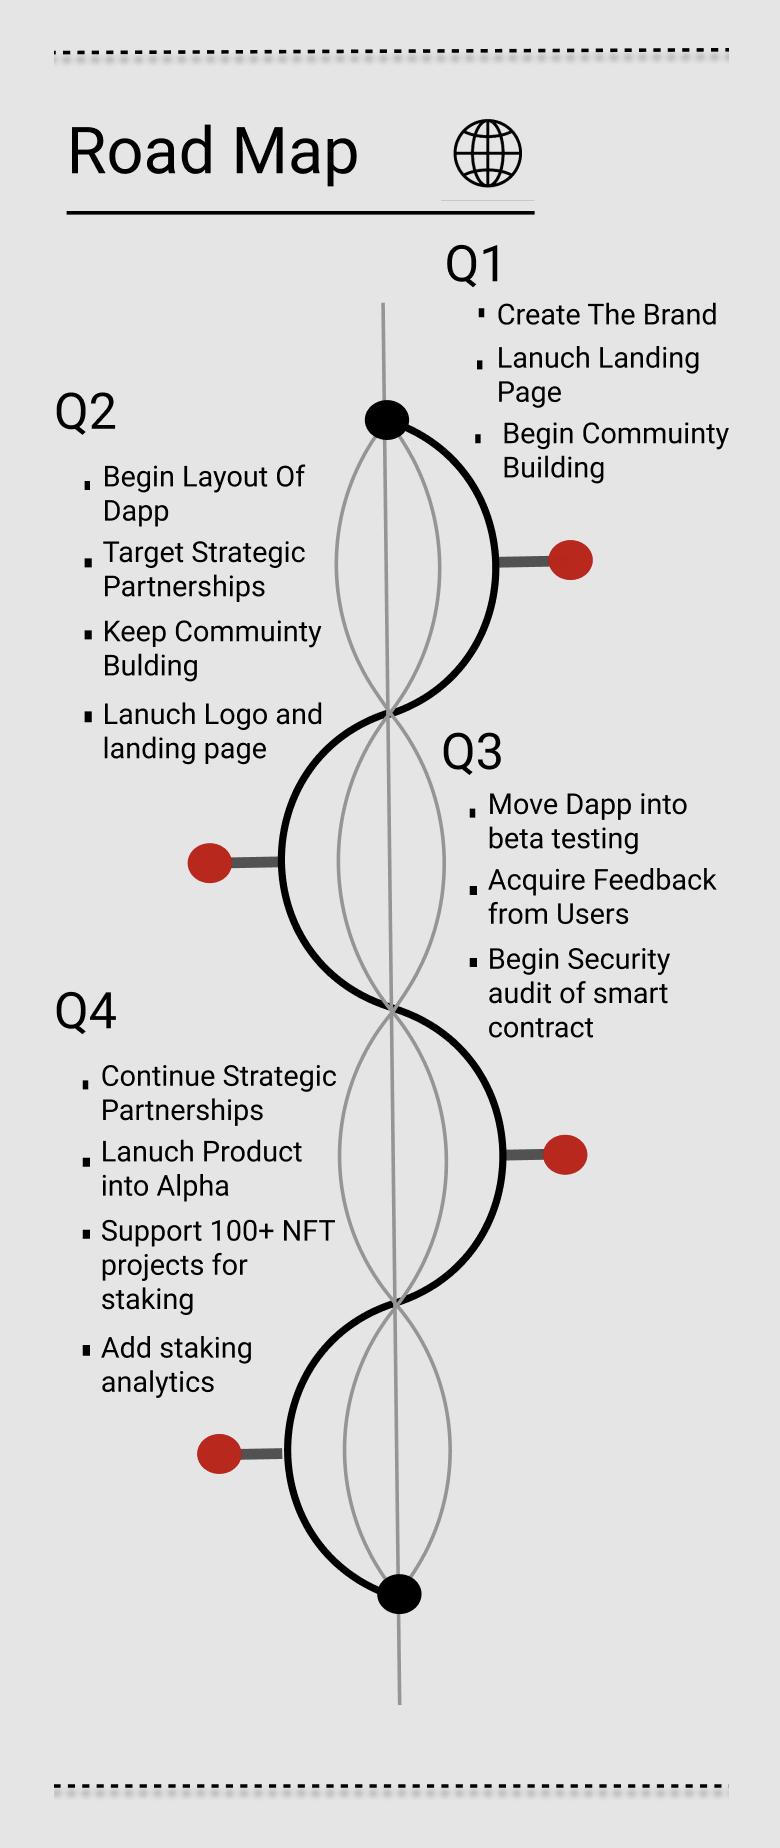 Road Map
Q1
Create The Brand
Lanuch Landing
Page
Begin Commuinty
Building
Q2
Begin Layout Of
Dapp
Target Strategic
Partnerships
Keep Commuinty
Bulding
Lanuch Logo and
landing page
Q3
Move Dapp into
beta testing
Acquire Feedback
from Users
Begin Security
audit of smart
contract
Q4
Continue Strategic
Partnerships
Lanuch Product
into Alpha
Support 100+ NFT
projects for
staking
Add staking
analytics